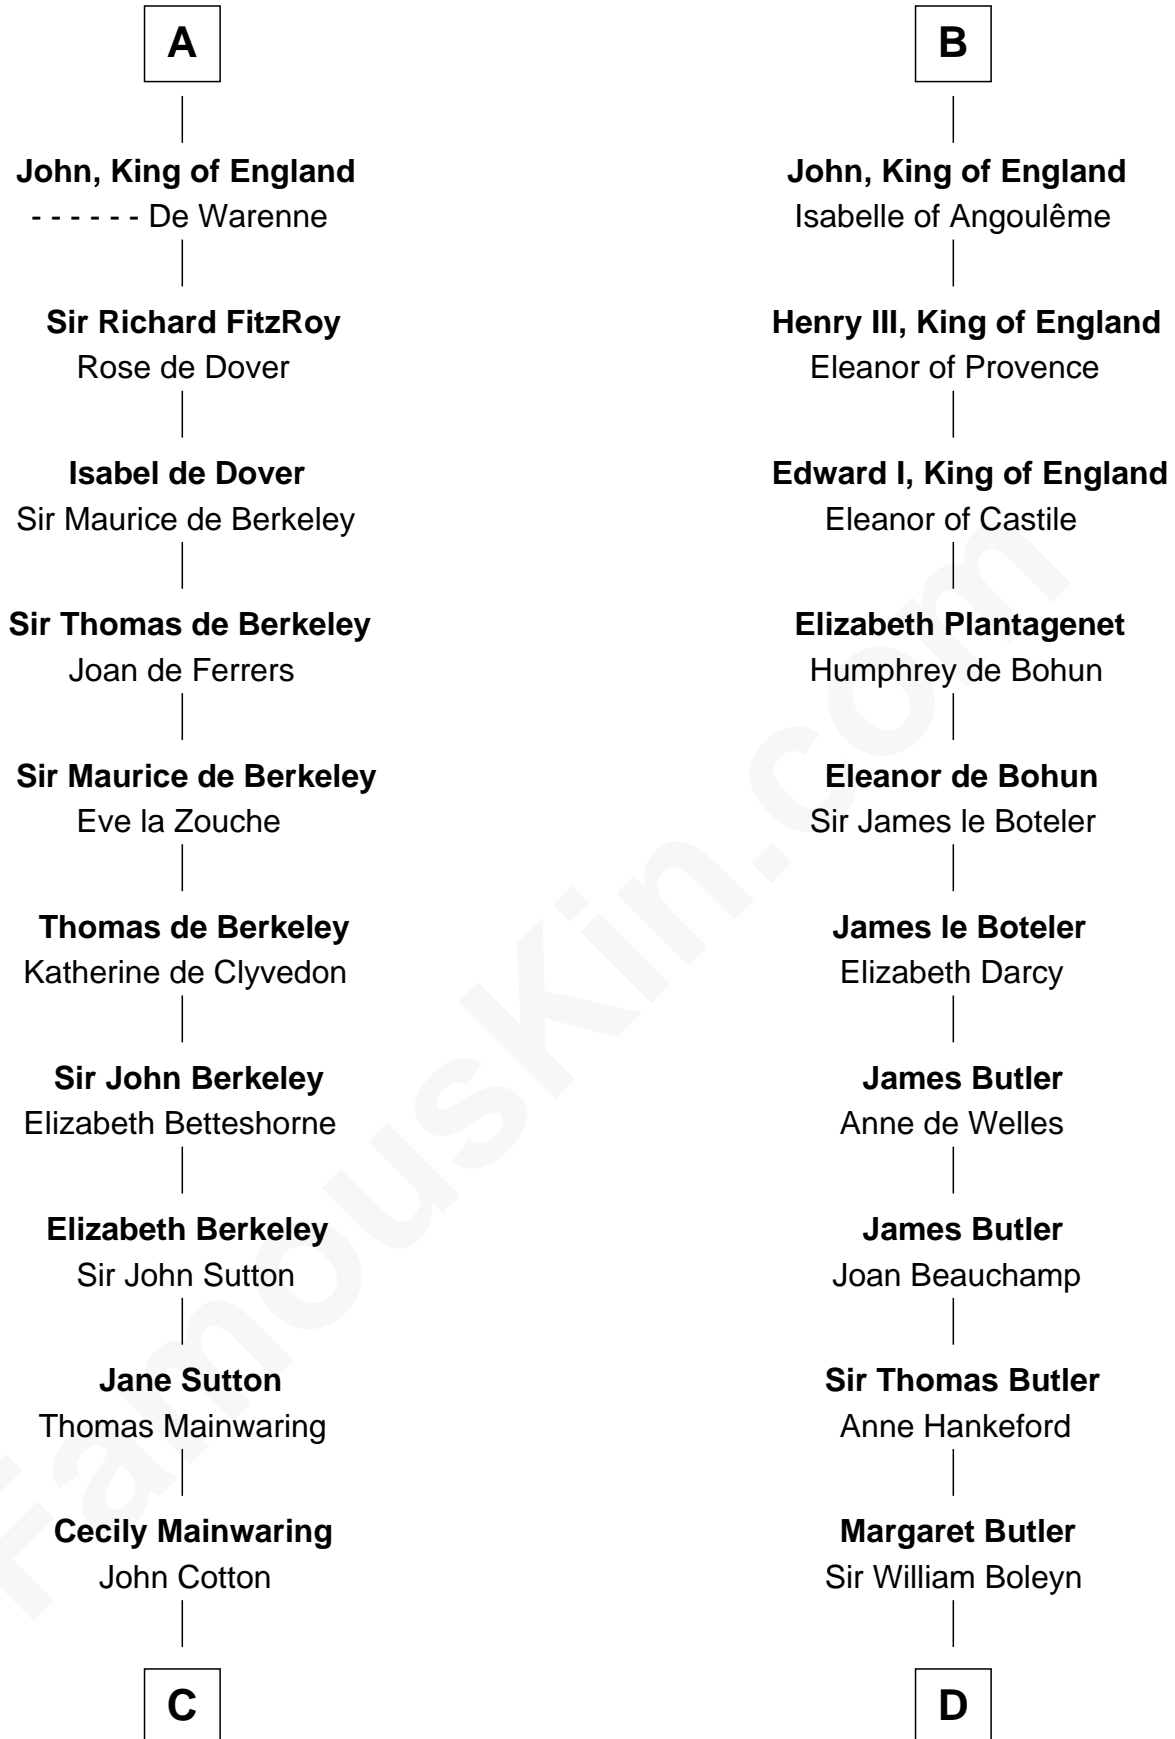 A
John, King of England
- - - - - - De Warenne
Sir Richard FitzRoy
Rose de Dover
Isabel de Dover
Sir Maurice de Berkeley
Sir Thomas de Berkeley
Joan de Ferrers
Sir Maurice de Berkeley
Eve la Zouche
Thomas de Berkeley
Katherine de Clyvedon
Sir John Berkeley
Elizabeth Betteshorne
Elizabeth Berkeley
Sir John Sutton
Jane Sutton
Thomas Mainwaring
Cecily Mainwaring
John Cotton
C
B
John, King of England
Isabelle of Angoulême
Henry III, King of England
Eleanor of Provence
Edward I, King of England
Eleanor of Castile
Elizabeth Plantagenet
Humphrey de Bohun
Eleanor de Bohun
Sir James le Boteler
James le Boteler
Elizabeth Darcy
James Butler
Anne de Welles
James Butler
Joan Beauchamp
Sir Thomas Butler
Anne Hankeford
Margaret Butler
Sir William Boleyn
D
FamousKin.com